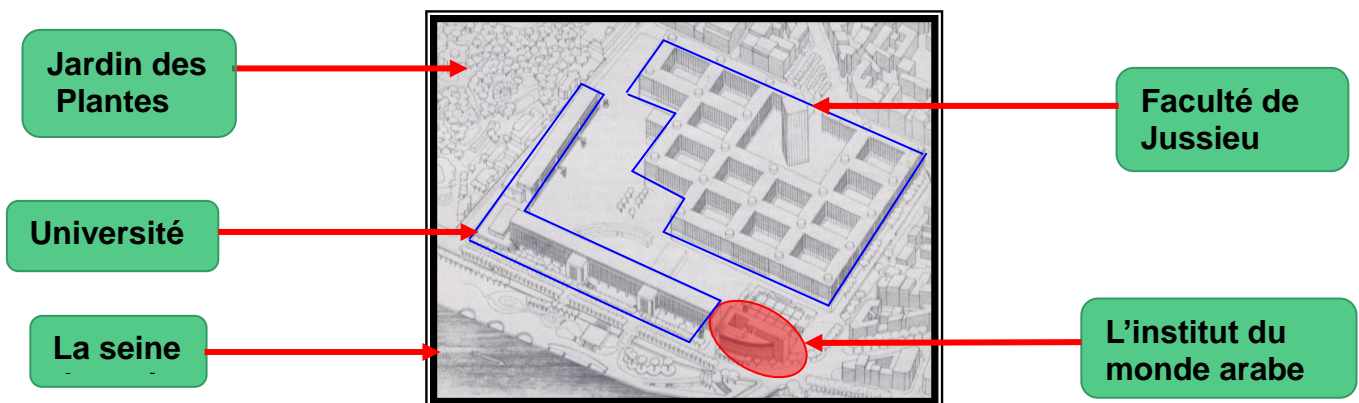 Jardin des
Plantes
Université
La seine
Faculté de
Jussieu
L’institut du
monde arabe